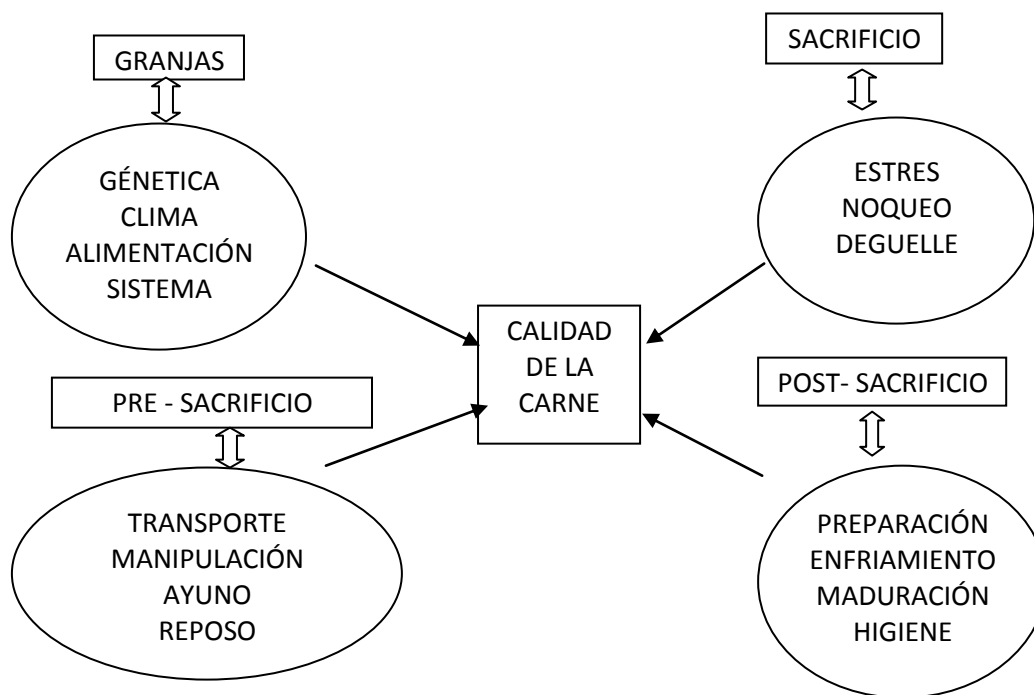 GRANJAS
GÉNETICA
CLIMA
ALIMENTACIÓN
SISTEMA
SACRIFICIO
ESTRES
NOQUEO
DEGUELLE
CALIDAD
DE LA
CARNE
PRE - SACRIFICIO
TRANSPORTE
MANIPULACIÓN
AYUNO
REPOSO
POST- SACRIFICIO
PREPARACIÓN
ENFRIAMIENTO
MADURACIÓN
HIGIENE